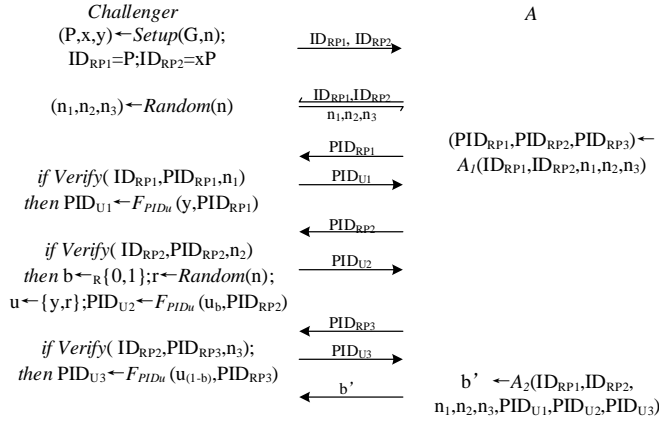 Challenger A
(P,x,y)←Setup(G,n);
ID_RP1=P;ID_RP2=xP
ID_RP1, ID_RP2
(n₁,n₂,n₃)←Random(n)
ID_RP1,ID_RP2
n₁,n₂,n₃
(PID_RP1,PID_RP2,PID_RP3)←
A₁(ID_RP1,ID_RP2,n₁,n₂,n₃)
PID_RP1
if Verify( ID_RP1,PID_RP1,n₁)
then PID_U1←F_PIDu (y,PID_RP1)
PID_U1
PID_RP2
if Verify( ID_RP2,PID_RP2,n₂)
then b←_R{0,1};r←Random(n);
u←{y,r};PID_U2←F_PIDu (u_b,PID_RP2)
PID_U2
PID_RP3
if Verify( ID_RP2,PID_RP3,n₃);
then PID_U3←F_PIDu (u_(1-b),PID_RP3)
PID_U3
b’
b’ ←A₂(ID_RP1,ID_RP2,
n₁,n₂,n₃,PID_U1,PID_U2,PID_U3)